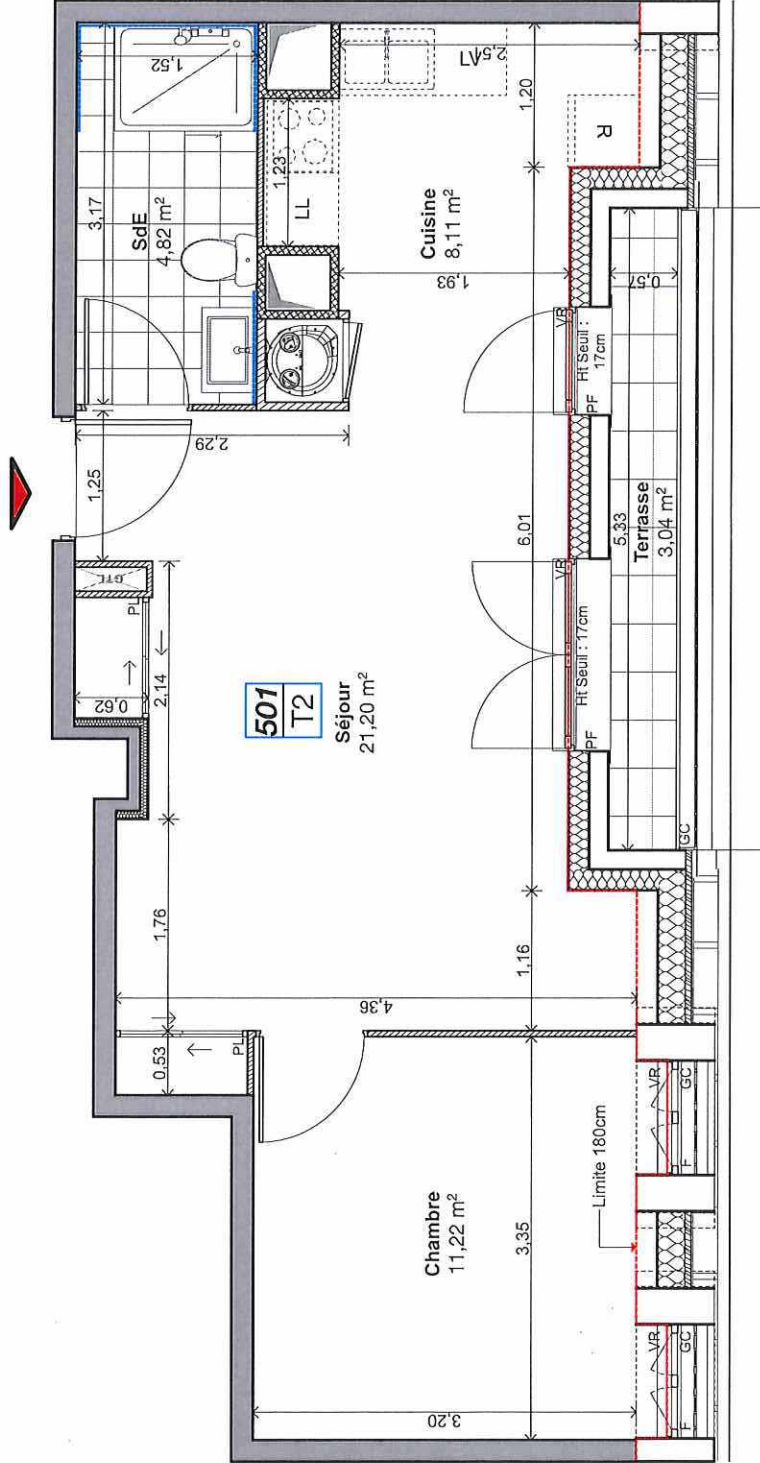 1,52
2,54
LV
1,20
3,17
SdE
4,82 m²
1,23
LL
R
Cuisine
8,11 m²
1,93
0,57
VR
Ht Seuil :
17cm
PF
1,25
2,29
GTL
PL
0,62
2,14
501
T2
Séjour
21,20 m²
6,01
5,33
Terrasse
3,04 m²
VR
Ht Seuil : 17cm
PF
GC
1,76
1,16
4,36
0,53
PL
Chambre
11,22 m²
3,35
3,20
Limite 180cm
VR
F
GC
VR
F
GC